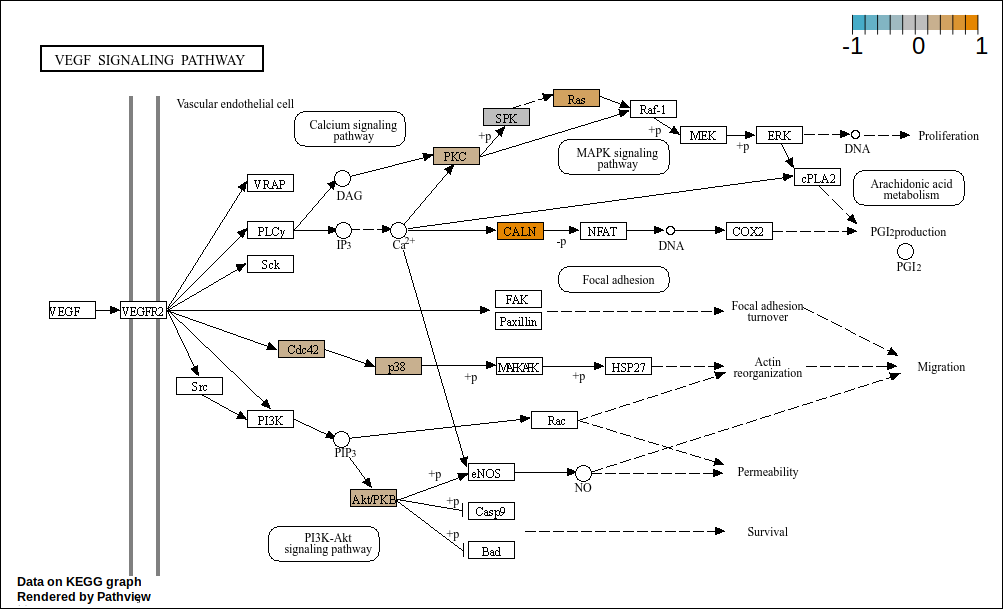 -1 0 1
VEGF SIGNALING PATHWAY
Vascular endothelial cell
Calcium signaling
pathway
Ras
SPK
Raf-1
+p
+p
MEK
+p
ERK
DNA
Proliferation
PKC
MAPK signaling
pathway
cPLA2
Arachidonic acid
metabolism
VRAP
DAG
PLCγ
IP3
Ca2+
CALN
-p
NFAT
DNA
COX2
PGI2production
PGI2
Sck
Focal adhesion
VEGF
VEGFR2
FAK
Paxillin
Focal adhesion
turnover
Cdc42
p38
+p
+p
HSP27
Actin
reorganization
Migration
Src
PI3K
Rac
PIP3
+p
eNOS
NO
Permeability
Akt/PKB
+p
Casp9
+p
Bad
Survival
PI3K-Akt
signaling pathway
Data on KEGG graph
Rendered by Pathview